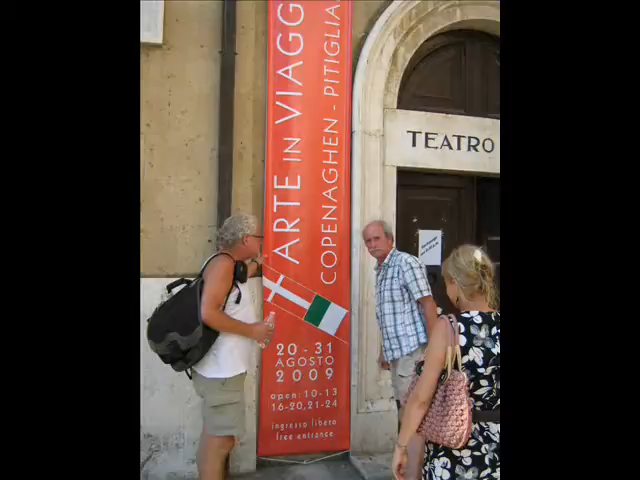 ARTE IN VIAGG
COPENAGHEN - PITIGLIA
TEATRO
20 - 31
AGOSTO
2009
open: 10-13
16-20, 21-24
ingresso libero
free entrance